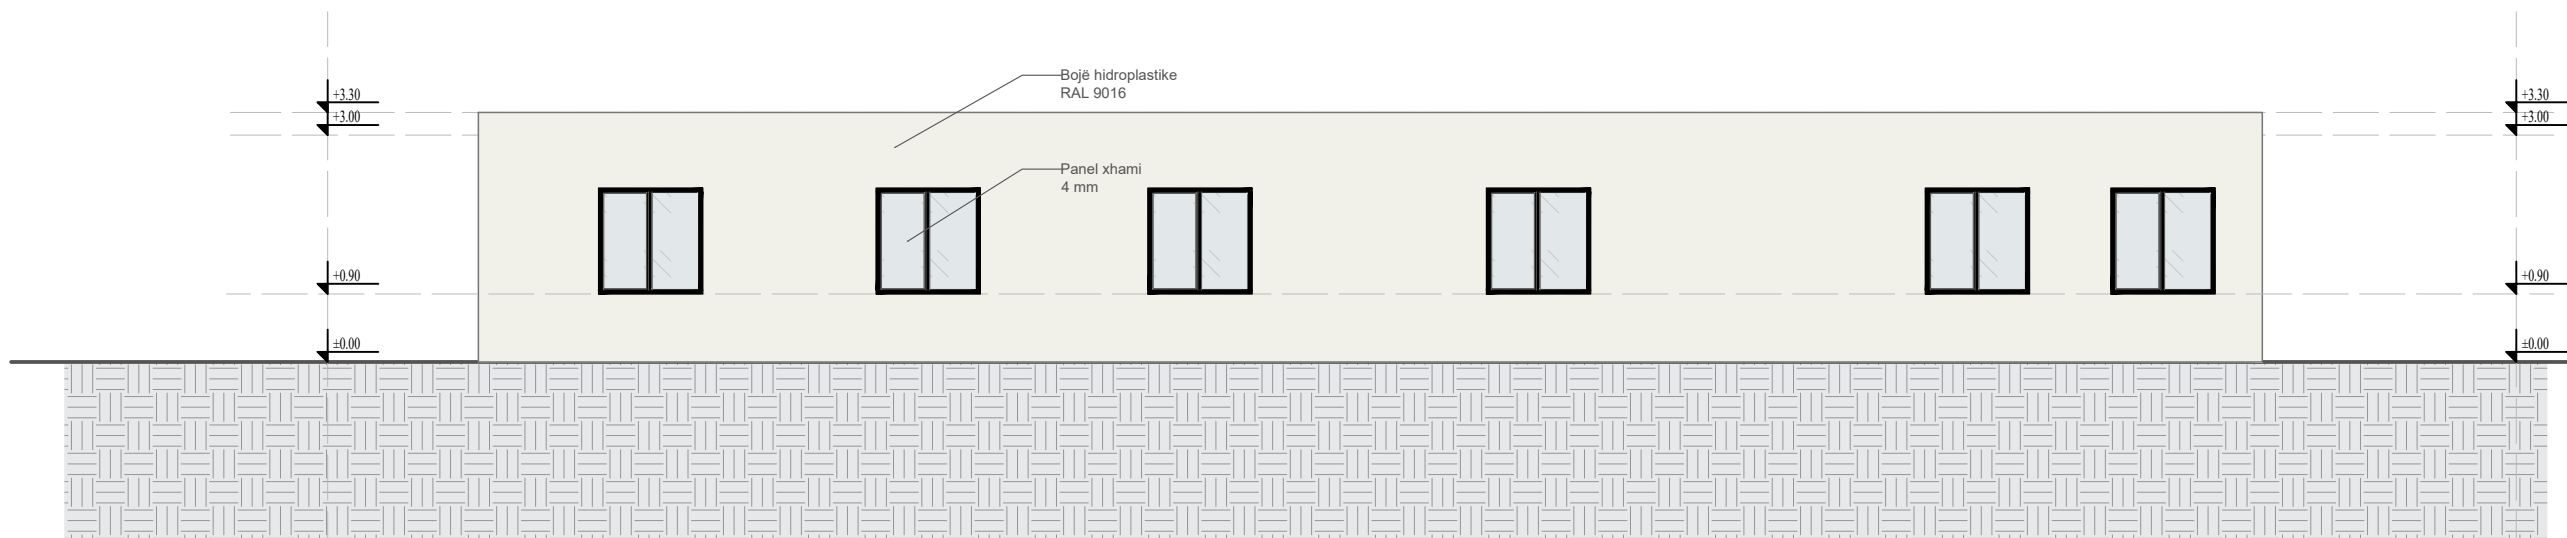 Bojë hidroplastike
RAL 9016
+3.30
+3.30
+3.00
+3.00
Panel xhami
4 mm
+0.90
+0.90
±0.00
±0.00